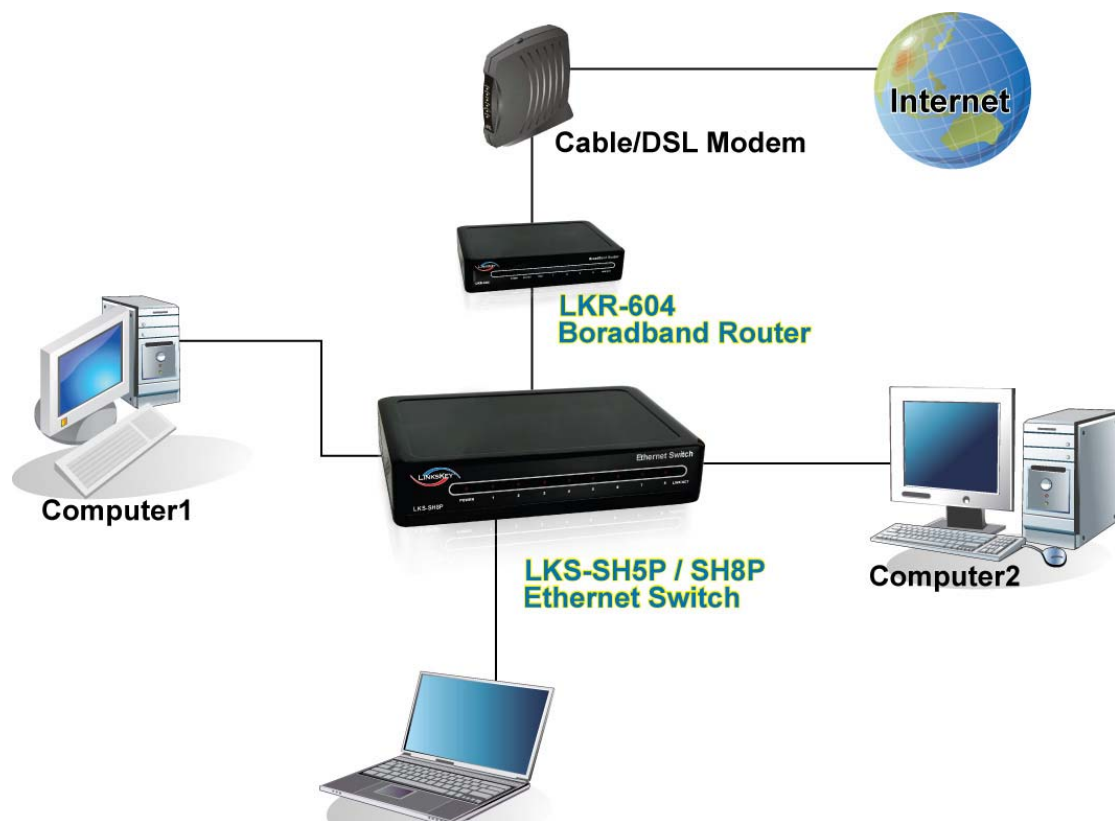 Internet
Cable/DSL Modem
LINKSKEY
LKR-604
Boradband Router
Ethernet Switch
LINKSKEY
POWER 1 2 3 4 5 6 7 8 LINK/ACT
LKS-SH8P
Computer1
LKS-SH5P / SH8P
Ethernet Switch
Computer2